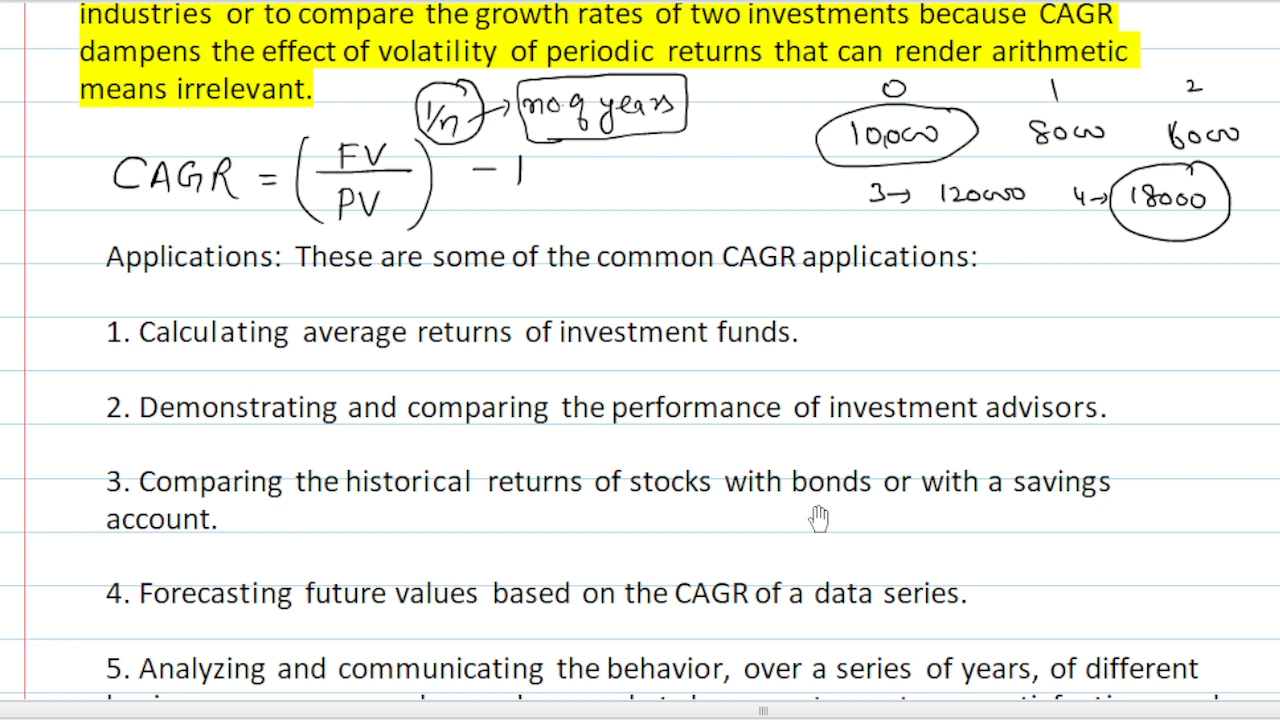 industries or to compare the growth rates of two investments because CAGR
dampens the effect of volatility of periodic returns that can render arithmetic
means irrelevant.
1/n → no. of years
CAGR = (FV/PV) - 1
0 1 2
10,000 8000 6000
3→ 120000 4→ 18000
Applications: These are some of the common CAGR applications:
1. Calculating average returns of investment funds.
2. Demonstrating and comparing the performance of investment advisors.
3. Comparing the historical returns of stocks with bonds or with a savings
account.
4. Forecasting future values based on the CAGR of a data series.
5. Analyzing and communicating the behavior, over a series of years, of different